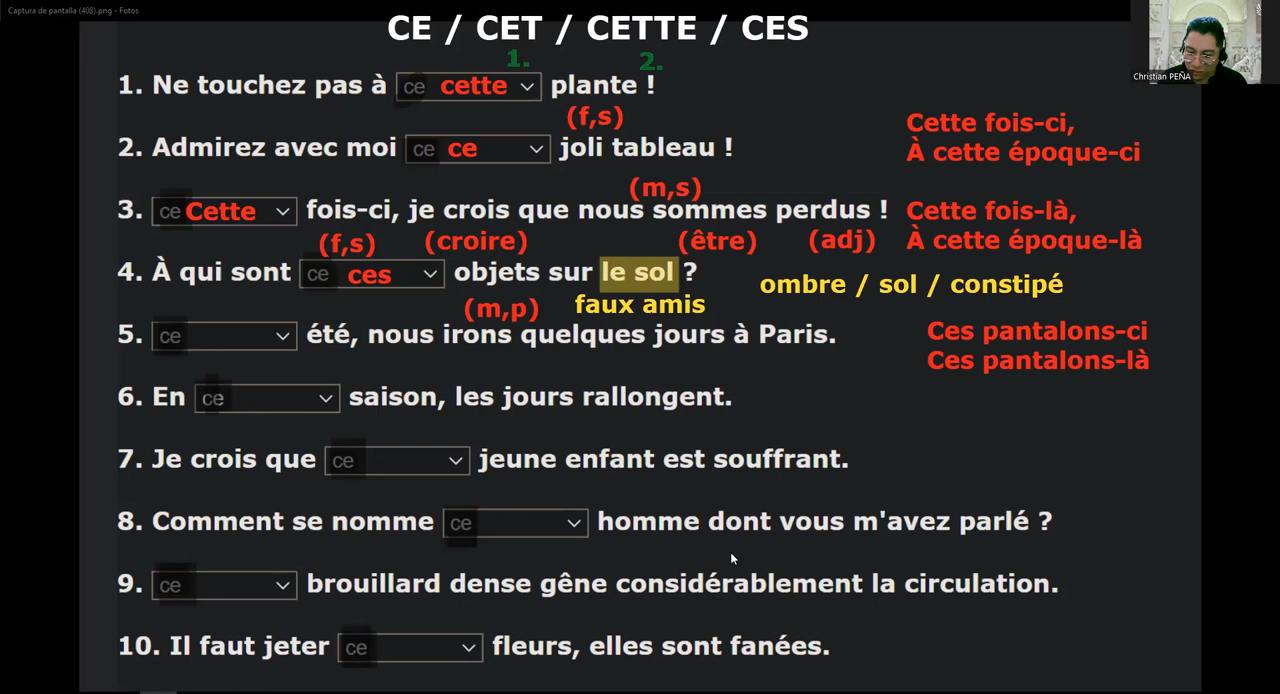 Captura de pantalla (408).png - Fotos
CE / CET / CETTE / CES
1. 2.
Christian PEÑA
1. Ne touchez pas à ce cette plante !
(f,s)
Cette fois-ci,
À cette époque-ci
2. Admirez avec moi ce ce joli tableau !
(m,s)
3. ce Cette fois-ci, je crois que nous sommes perdus !
Cette fois-là,
À cette époque-là
(f,s) (croire) (être) (adj)
4. À qui sont ce ces objets sur le sol ?
ombre / sol / constipé
(m,p) faux amis
5. ce été, nous irons quelques jours à Paris.
Ces pantalons-ci
Ces pantalons-là
6. En ce saison, les jours rallongent.
7. Je crois que ce jeune enfant est souffrant.
8. Comment se nomme ce homme dont vous m'avez parlé ?
9. ce brouillard dense gêne considérablement la circulation.
10. Il faut jeter ce fleurs, elles sont fanées.